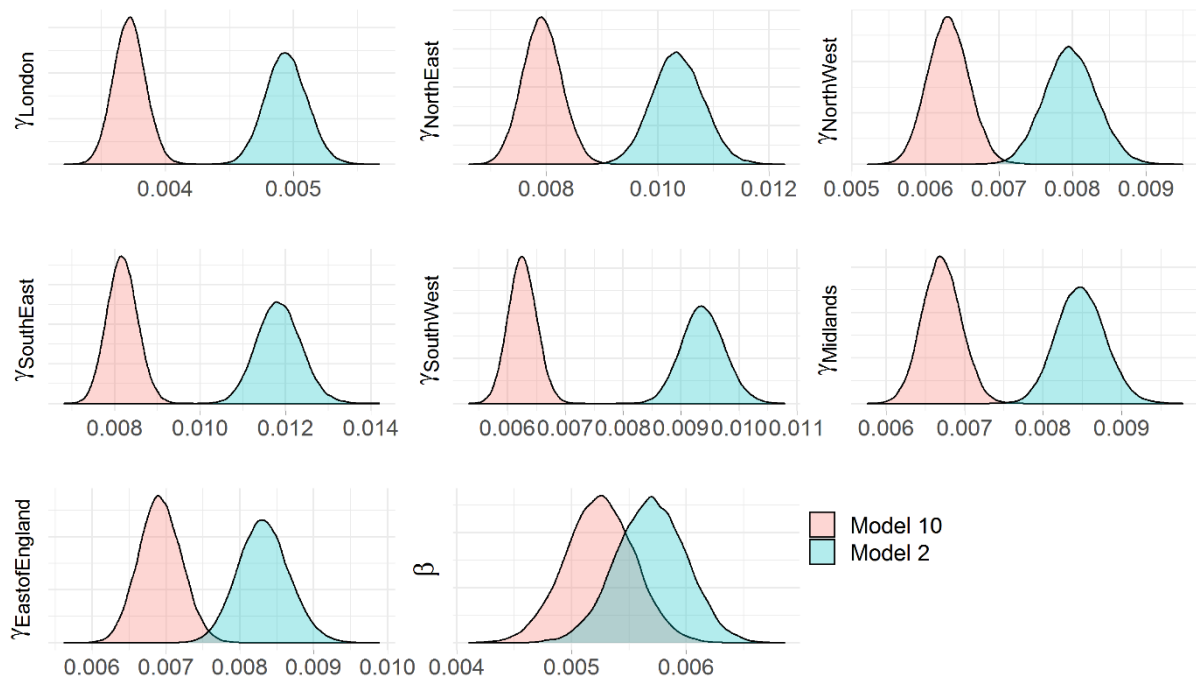 γLondon
0.004 0.005
γNorthEast
0.008 0.010 0.012
γNorthWest
0.005 0.006 0.007 0.008 0.009
γSouthEast
0.008 0.010 0.012 0.014
γSouthWest
0.006 0.007 0.008 0.009 0.010 0.011
γMidlands
0.006 0.007 0.008 0.009
γEastofEngland
0.006 0.007 0.008 0.009 0.010
β
0.004 0.005 0.006
Model 10
Model 2